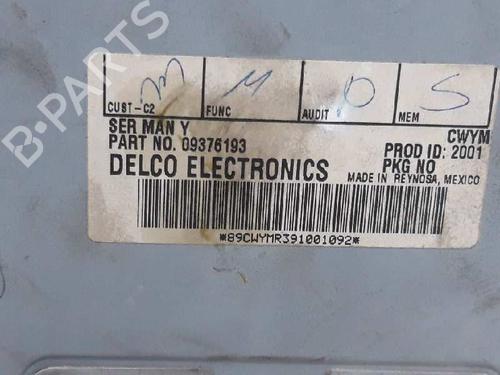 m M D S
CUST-C2 FUNC AUDIT MEM
SER MAN Y CWYM
PART NO. 09376193 PROD ID: 2001
DELCO ELECTRONICS PKG NO
MADE IN REYNOSA, MEXICO
*89CWYMR391001092*
B-PARTS